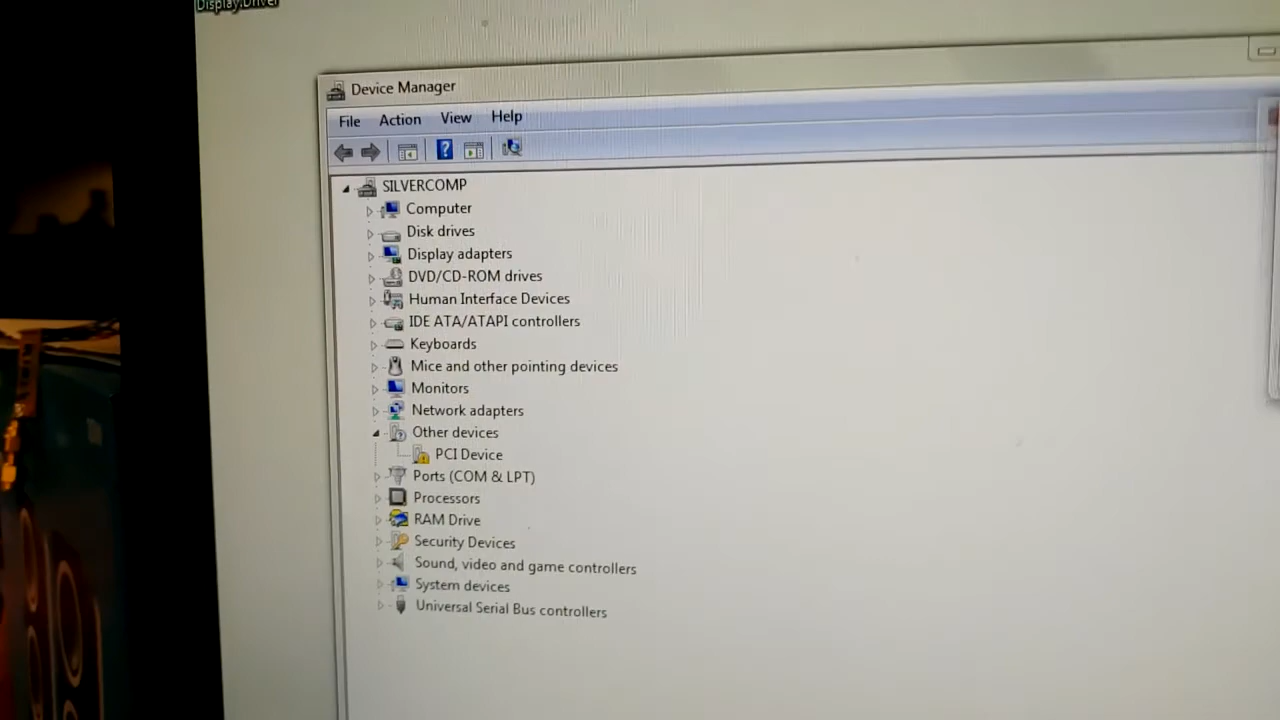 Display.Driver
Device Manager
File Action View Help
SILVERCOMP
Computer
Disk drives
Display adapters
DVD/CD-ROM drives
Human Interface Devices
IDE ATA/ATAPI controllers
Keyboards
Mice and other pointing devices
Monitors
Network adapters
Other devices
PCI Device
Ports (COM & LPT)
Processors
RAM Drive
Security Devices
Sound, video and game controllers
System devices
Universal Serial Bus controllers